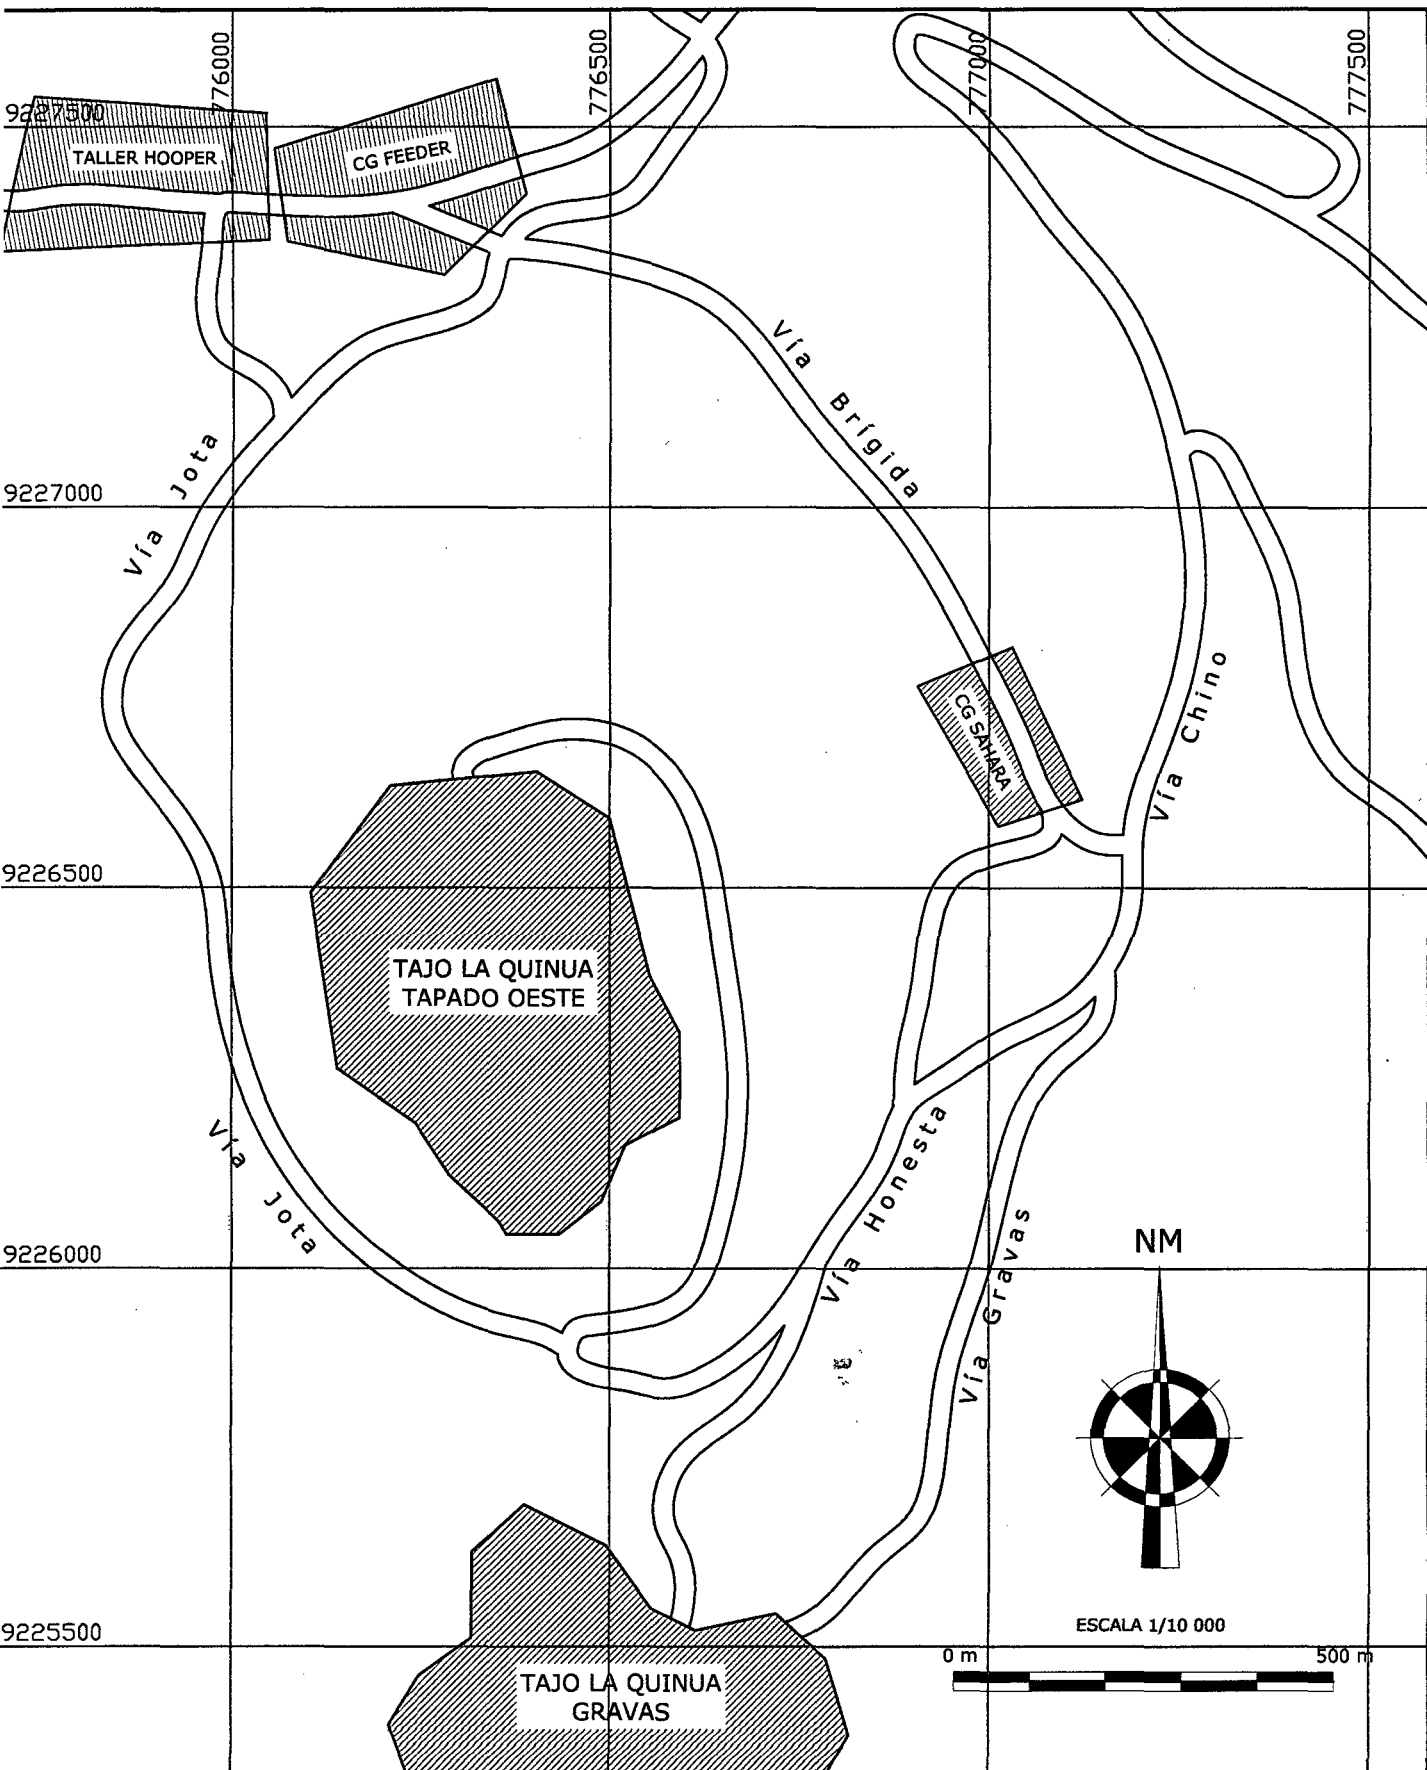 776000
776500
777000
777500
9227500
TALLER HOOPER
CG FEEDER
Vía Brígida
Vía Jota
9227000
Vía Chino
CG SAHARA
9226500
TAJO LA QUINUA
TAPADO OESTE
Vía Jota
Vía Honesta
Vía Gravas
9226000
NM
9225500
ESCALA 1/10 000
0 m 500 m
TAJO LA QUINUA
GRAVAS